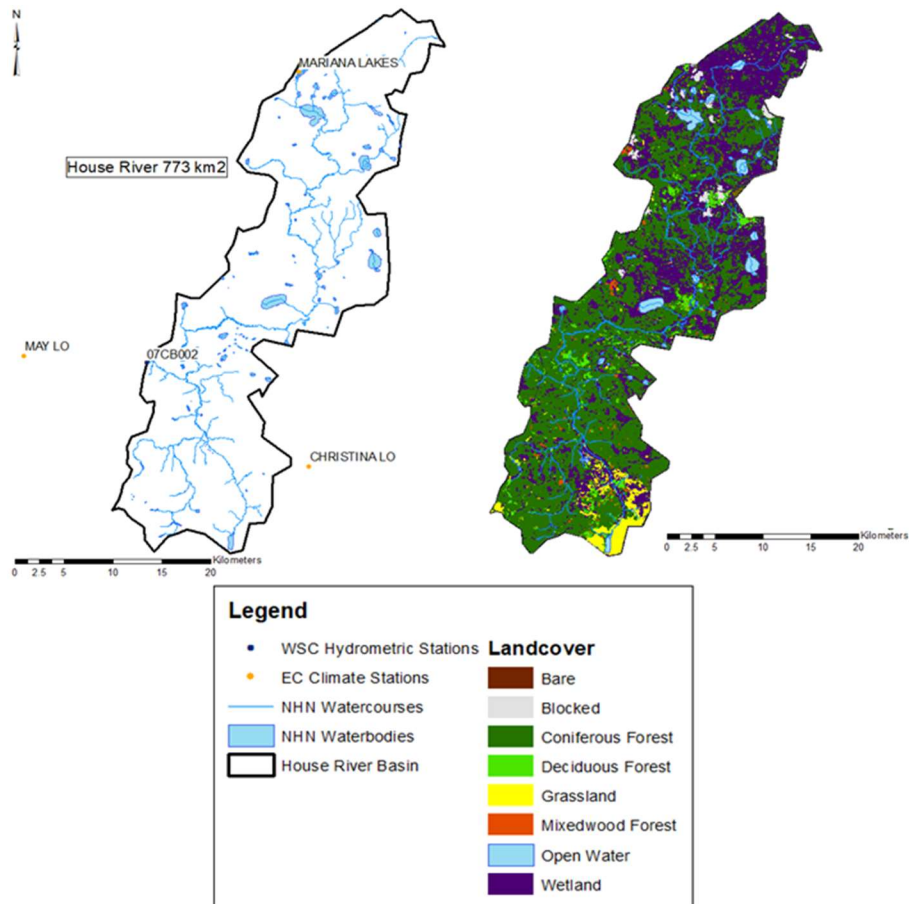 N
MARIANA LAKES
House River 773 km2
MAY LO
07CB002
CHRISTINA LO
Kilometers
0 2.5 5 10 15 20
Kilometers
0 2.5 5 10 15 20
Legend
WSC Hydrometric Stations
EC Climate Stations
NHN Watercourses
NHN Waterbodies
House River Basin
Landcover
Bare
Blocked
Coniferous Forest
Deciduous Forest
Grassland
Mixedwood Forest
Open Water
Wetland